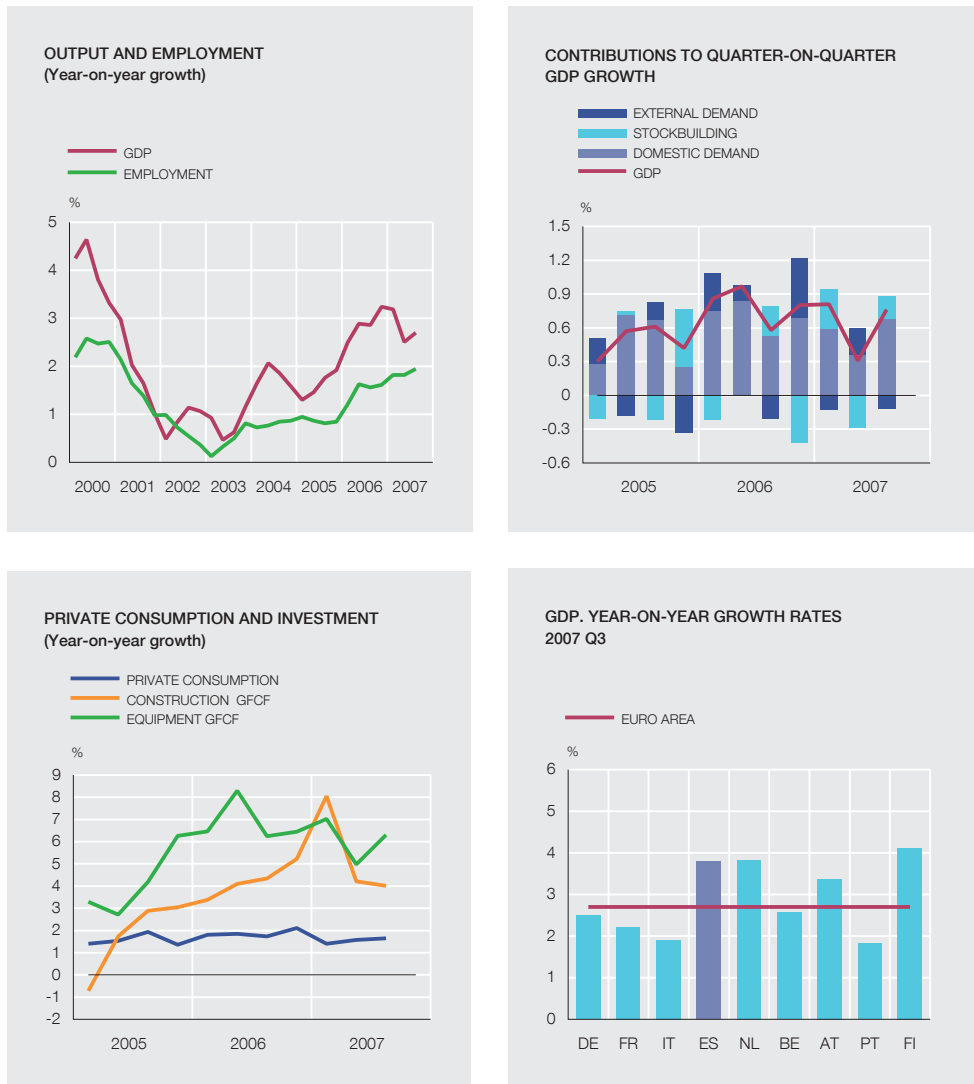 OUTPUT AND EMPLOYMENT
(Year-on-year growth)
GDP
EMPLOYMENT
%
5
4
3
2
1
0
2000 2001 2002 2003 2004 2005 2006 2007
CONTRIBUTIONS TO QUARTER-ON-QUARTER
GDP GROWTH
EXTERNAL DEMAND
STOCKBUILDING
DOMESTIC DEMAND
GDP
%
1.5
1.2
0.9
0.6
0.3
0
-0.3
-0.6
2005 2006 2007
PRIVATE CONSUMPTION AND INVESTMENT
(Year-on-year growth)
PRIVATE CONSUMPTION
CONSTRUCTION GFCF
EQUIPMENT GFCF
%
9
8
7
6
5
4
3
2
1
0
-1
-2
2005 2006 2007
GDP. YEAR-ON-YEAR GROWTH RATES
2007 Q3
EURO AREA
%
6
5
4
3
2
1
0
DE FR IT ES NL BE AT PT FI